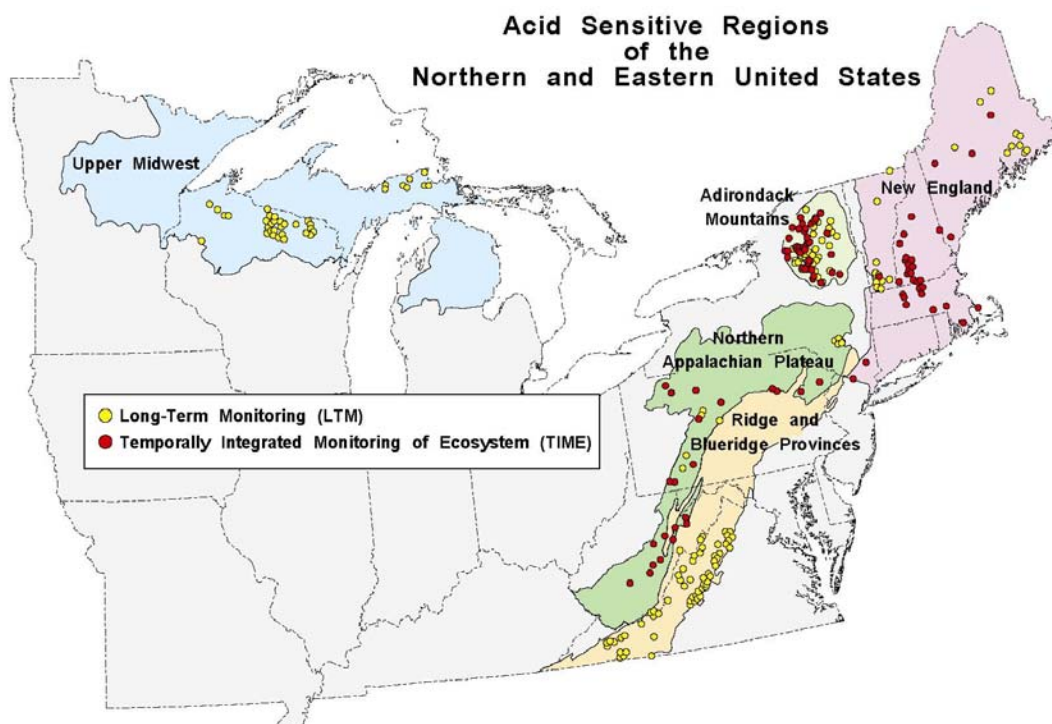 Acid Sensitive Regions
of the
Northern and Eastern United States
Upper Midwest
Adirondack
Mountains
New England
Northern
Appalachian Plateau
Ridge and
Blueridge Provinces
Long-Term Monitoring (LTM)
Temporally Integrated Monitoring of Ecosystem (TIME)